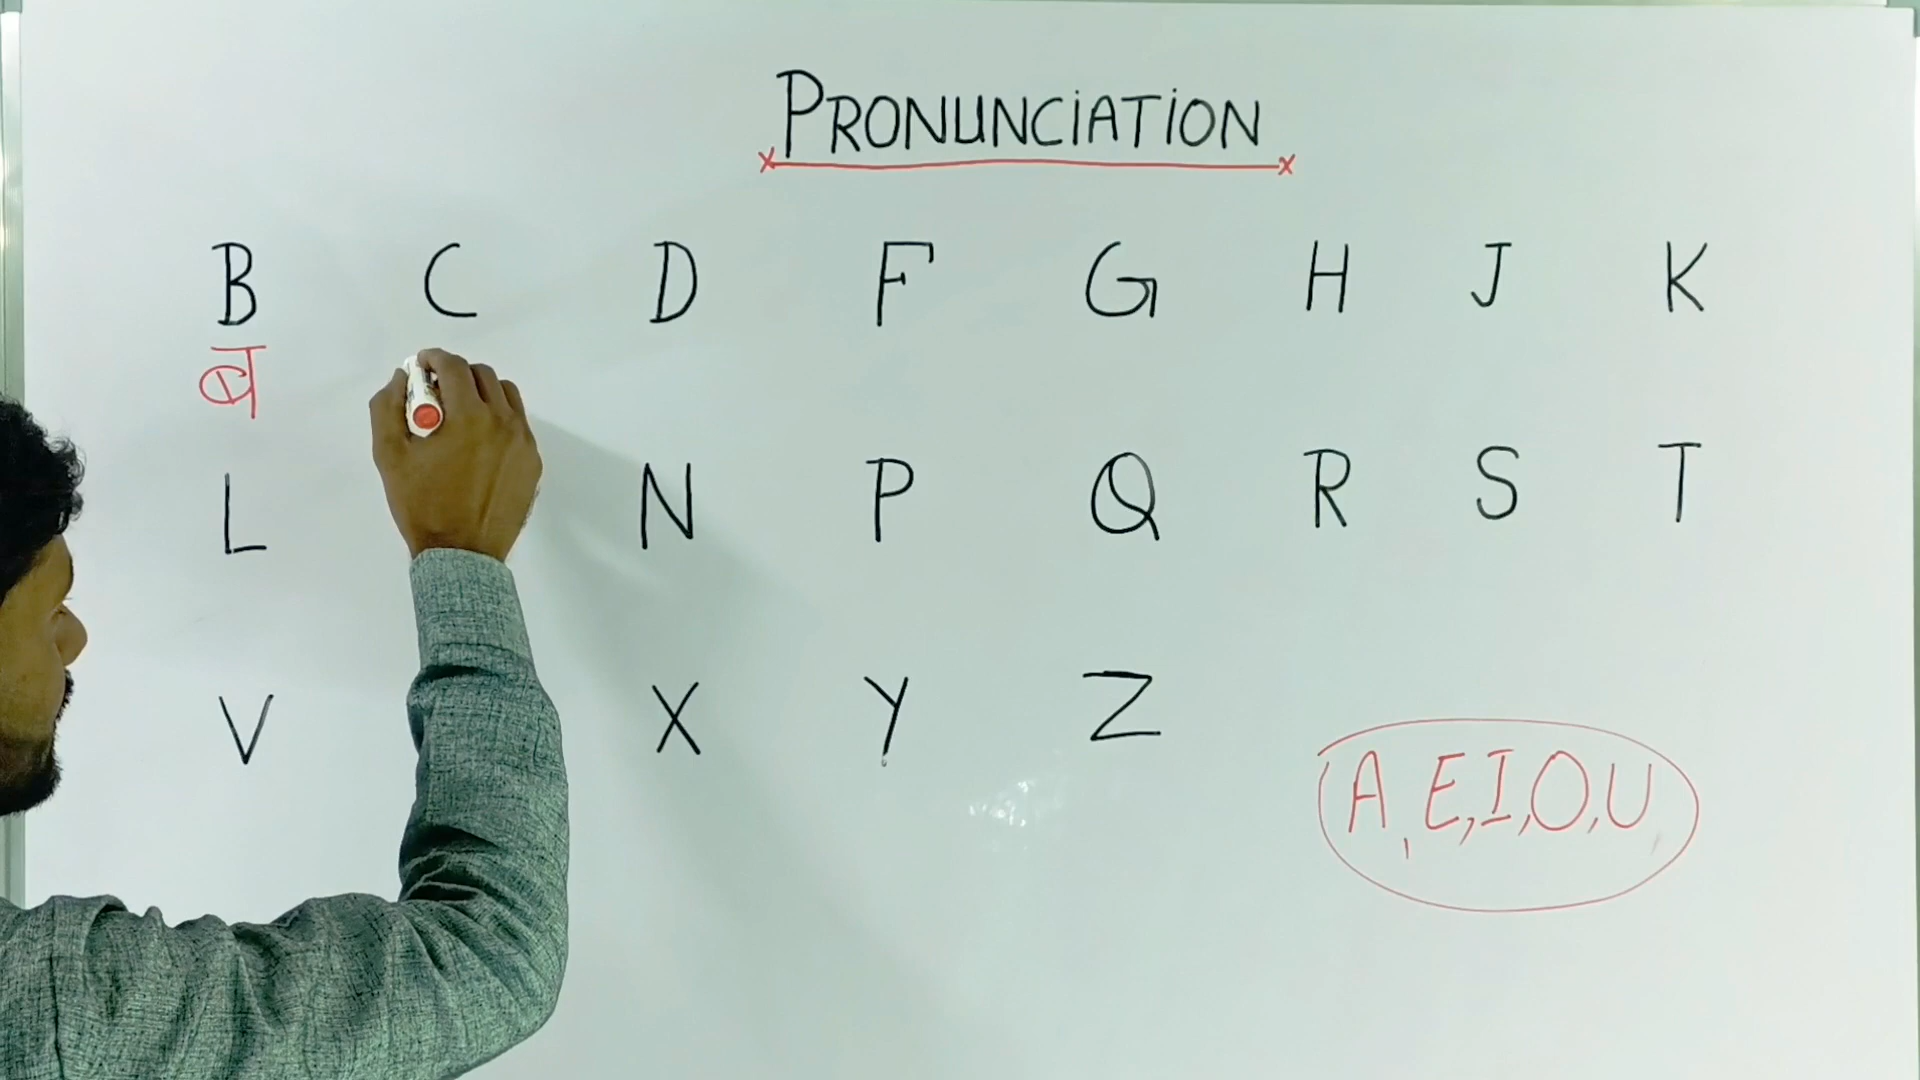 PRONUNCIATION
B C D F G H J K
ब
L N P Q R S T
V X Y Z
A, E, I, O, U